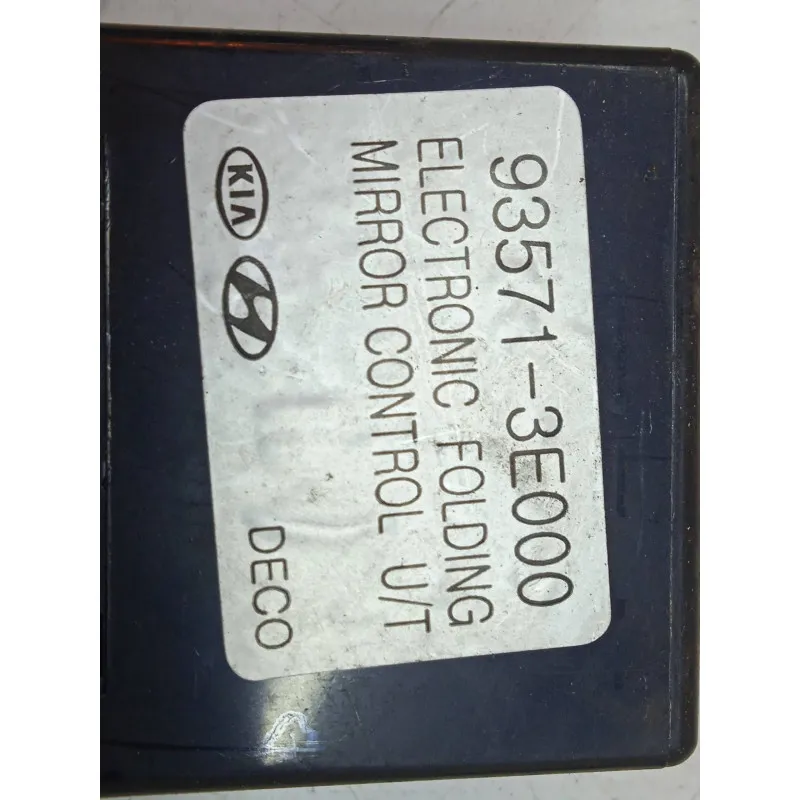 93571-3E000
ELECTRONIC FOLDING
MIRROR CONTROL U/T
KIA
DECO